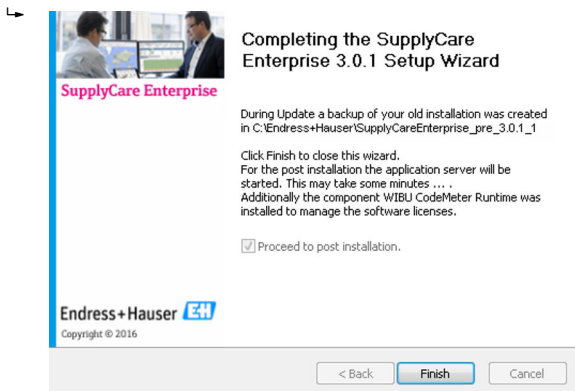 SupplyCare Enterprise
Completing the SupplyCare
Enterprise 3.0.1 Setup Wizard
During Update a backup of your old installation was created
in C:\Endress+Hauser\SupplyCareEnterprise_pre_3.0.1_1
Click Finish to close this wizard.
For the post installation the application server will be
started. This may take some minutes ... .
Additionally the component WIBU CodeMeter Runtime was
installed to manage the software licenses.
Proceed to post installation.
Endress+Hauser EH
Copyright © 2016
< Back
Finish
Cancel